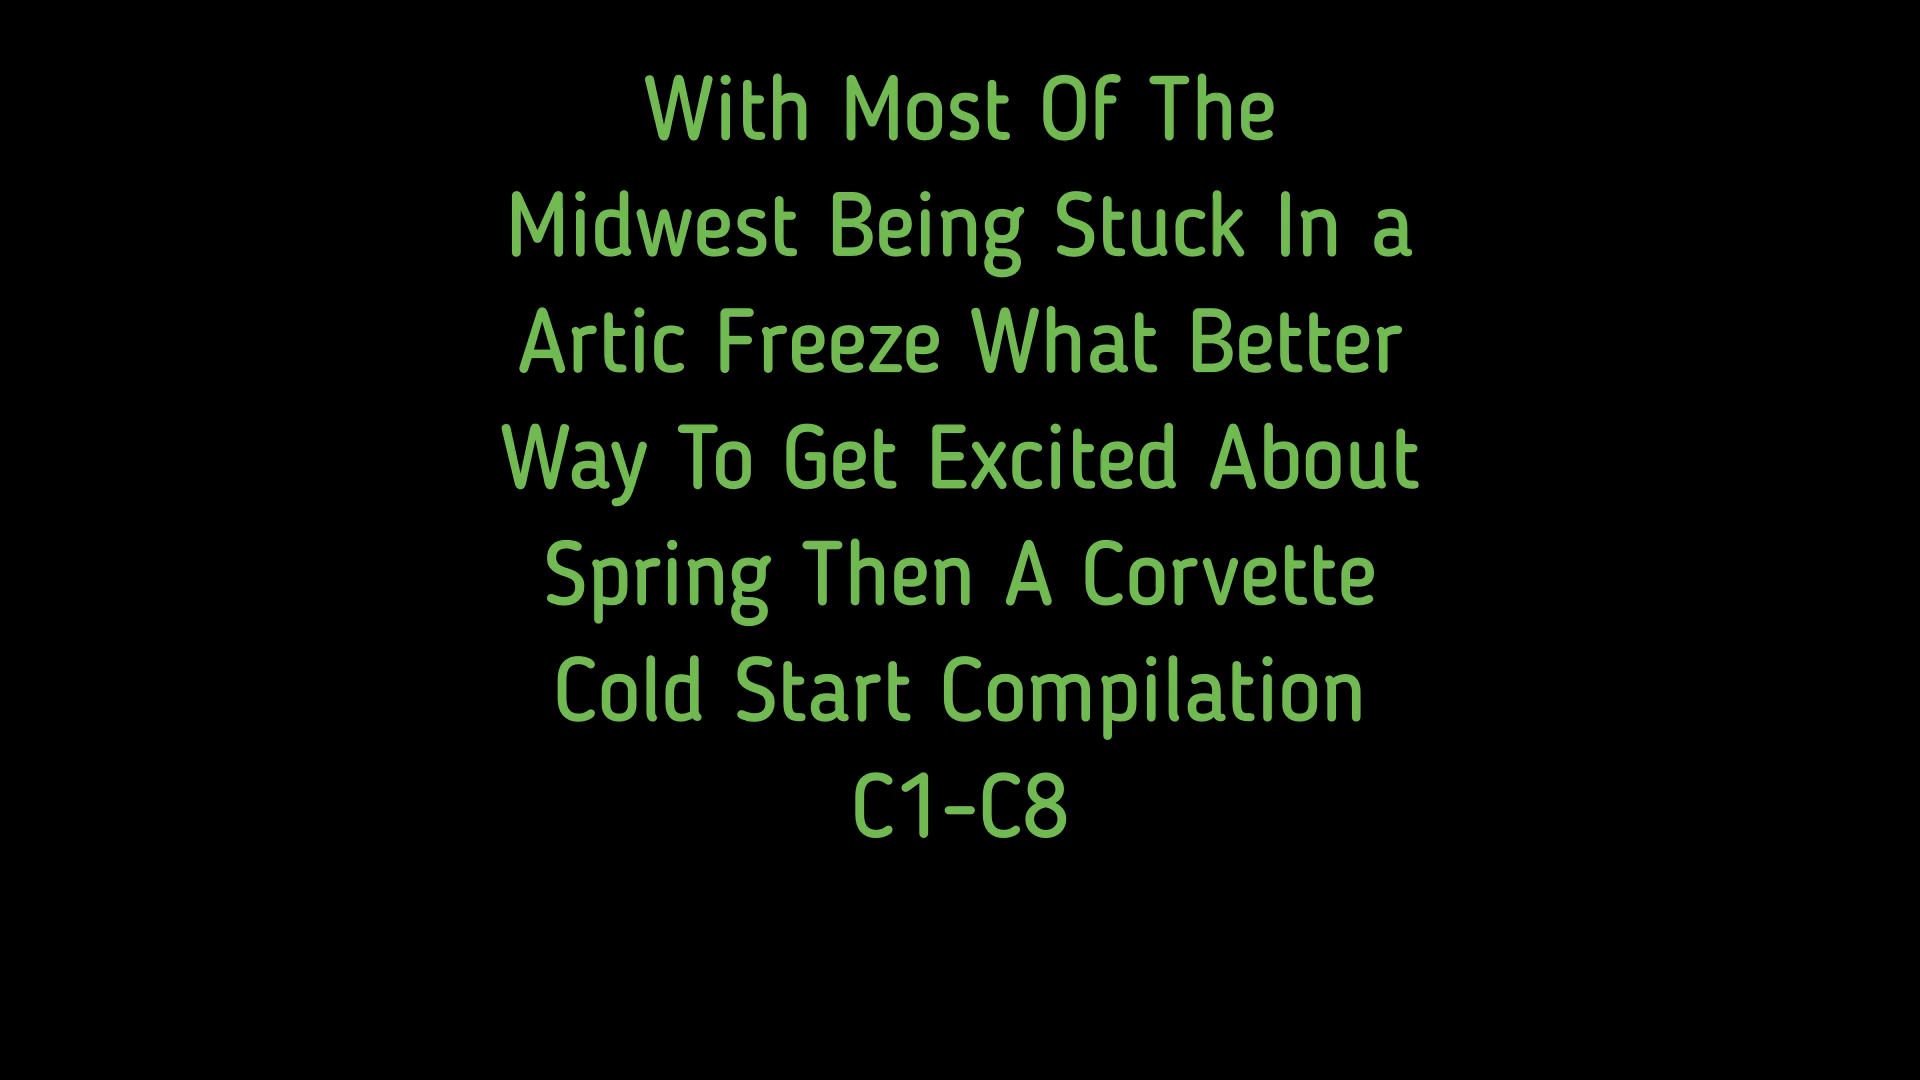 With Most Of The
Midwest Being Stuck In a
Artic Freeze What Better
Way To Get Excited About
Spring Then A Corvette
Cold Start Compilation
C1-C8